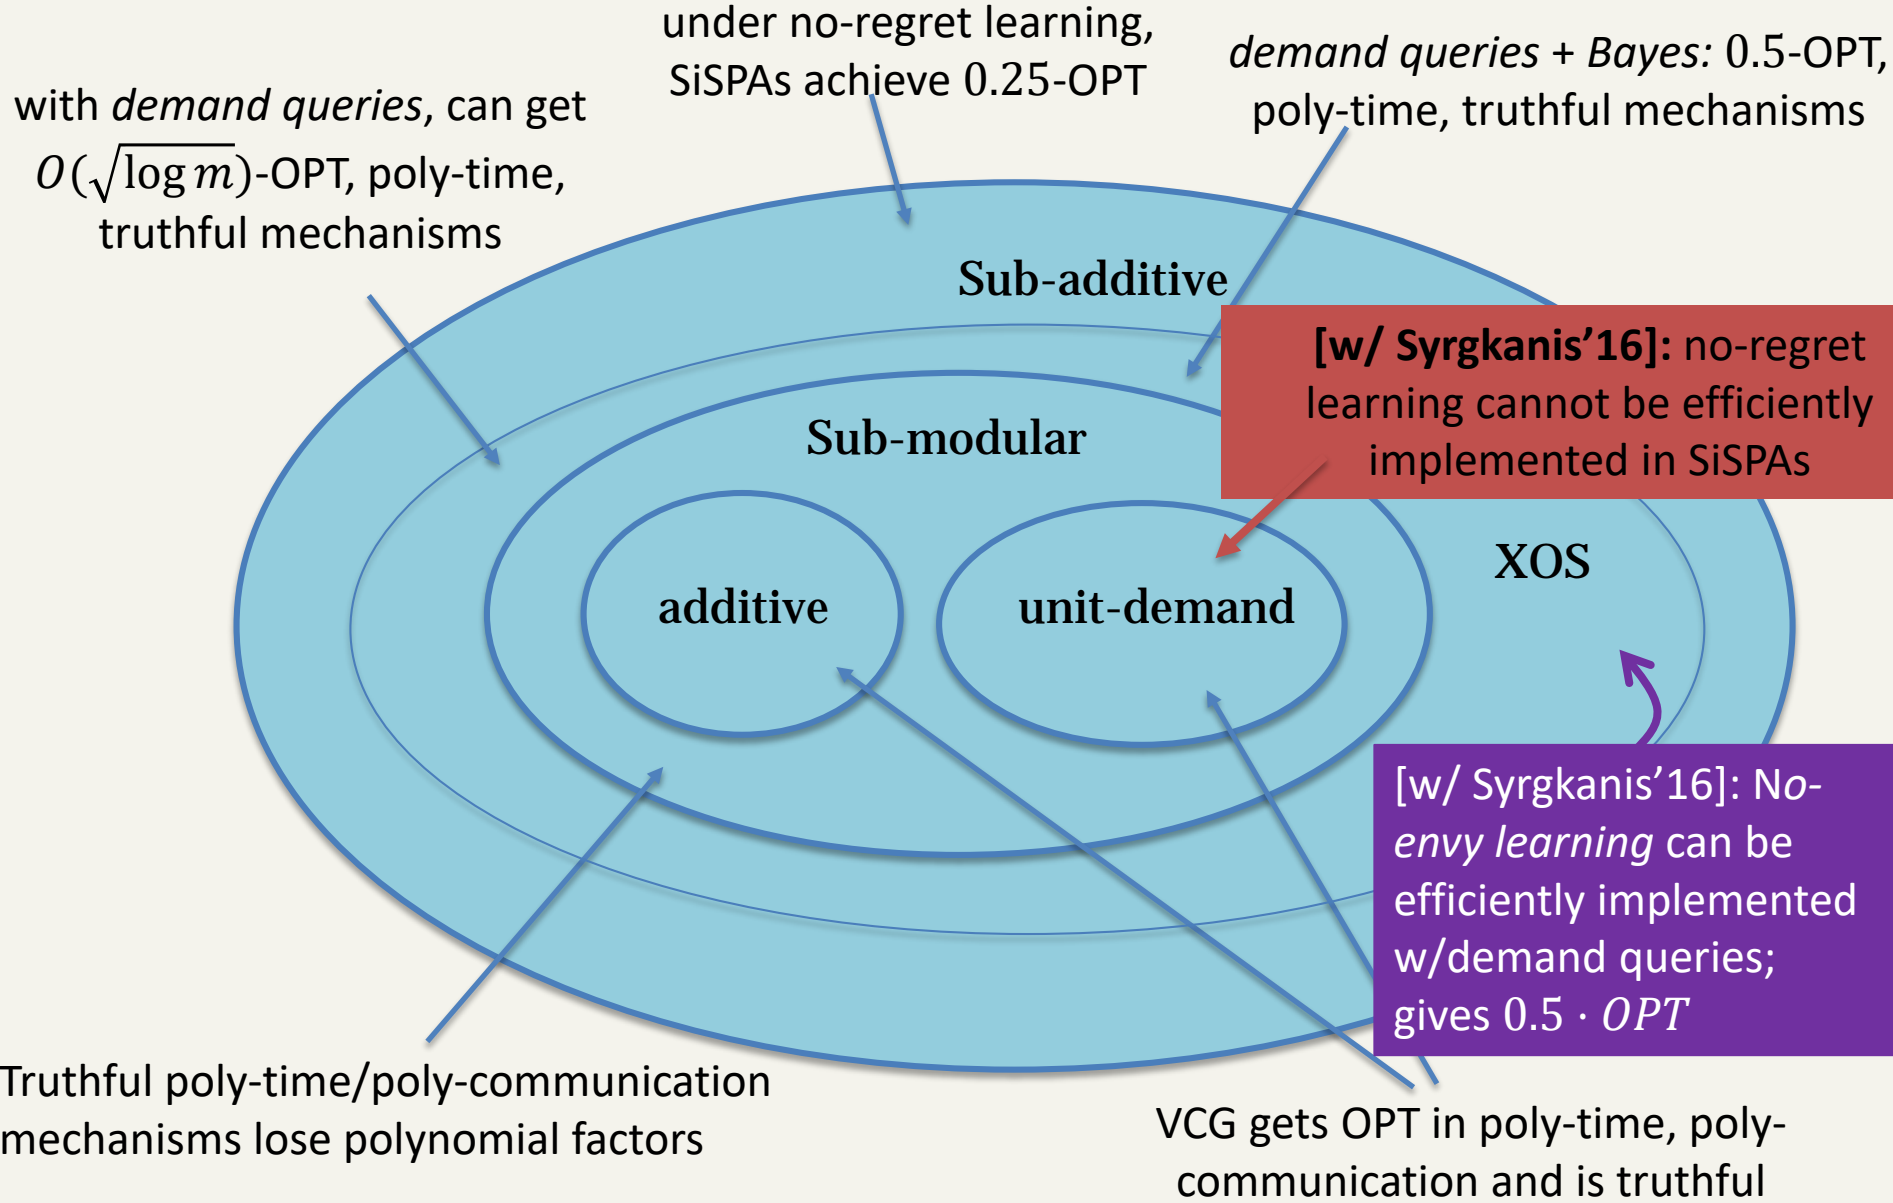 under no-regret learning,
SiSPAs achieve 0.25-OPT
demand queries + Bayes: 0.5-OPT,
poly-time, truthful mechanisms
with demand queries, can get
O(√log m)-OPT, poly-time,
truthful mechanisms
Sub-additive
[w/ Syrgkanis’16]: no-regret
learning cannot be efficiently
implemented in SiSPAs
Sub-modular
XOS
additive
unit-demand
[w/ Syrgkanis’16]: No-
envy learning can be
efficiently implemented
w/demand queries;
gives 0.5 · OPT
Truthful poly-time/poly-communication
mechanisms lose polynomial factors
VCG gets OPT in poly-time, poly-
communication and is truthful